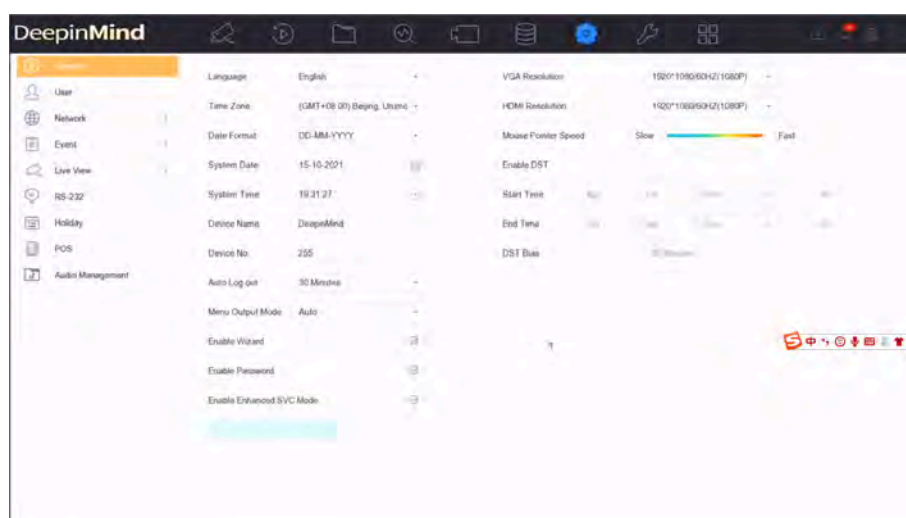 DeepinMind
Language English
Time Zone (GMT+08:00) Beijing, Urumc
Date Format DD-MM-YYYY
System Date 15-10-2021
System Time 19:31:27
Device Name DeepinMind
Device No. 255
Auto Log out 30 Minutes
Menu Output Mode Auto
Enable Wizard
Enable Password
Enable Enhanced SVC Mode
User
Network
Event
Live View
RS-232
Holiday
POS
Audio Management
VGA Resolution 1920*1080/60HZ(1080P)
HDMI Resolution 1920*1080/60HZ(1080P)
Mouse Pointer Speed Slow Fast
Enable DST
Start Time
End Time
DST Bias
中